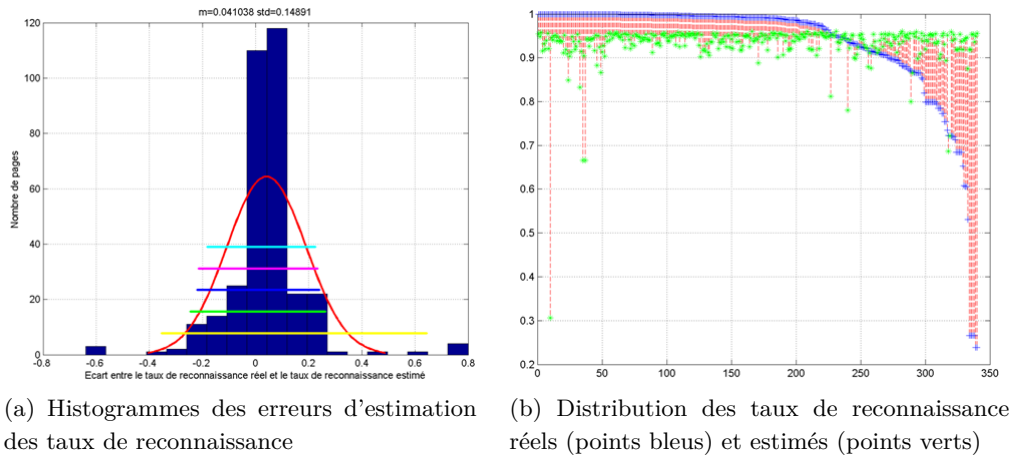 m=0.041038 std=0.14891
120
100
80
60
40
20
0
Nombre de pages
-0.8 -0.6 -0.4 -0.2 0 0.2 0.4 0.6 0.8
Ecart entre le taux de reconnaissance réel et le taux de reconnaissance estimé
1
0.9
0.8
0.7
0.6
0.5
0.4
0.3
0.2
0 50 100 150 200 250 300 350
(a) Histogrammes des erreurs d'estimation
des taux de reconnaissance
(b) Distribution des taux de reconnaissance
réels (points bleus) et estimés (points verts)